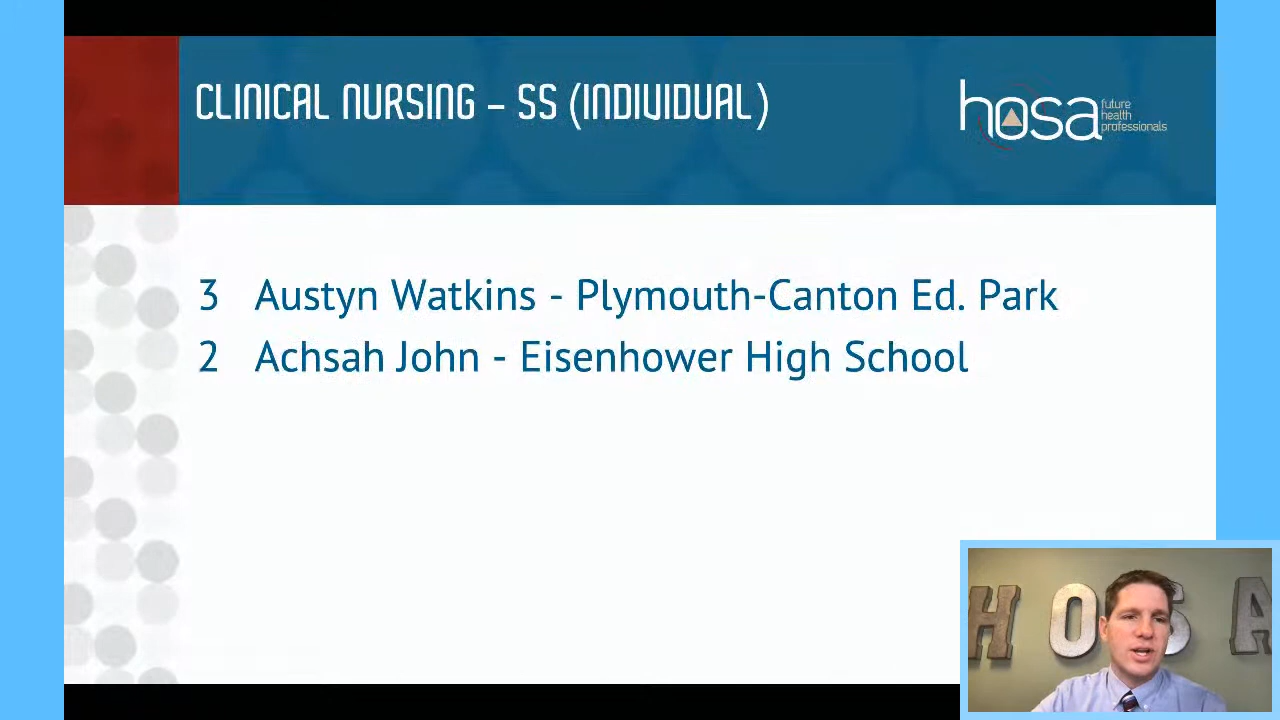 CLINICAL NURSING – SS (INDIVIDUAL)
hosa
future
health
professionals
3 Austyn Watkins - Plymouth-Canton Ed. Park
2 Achsah John - Eisenhower High School
HOSA